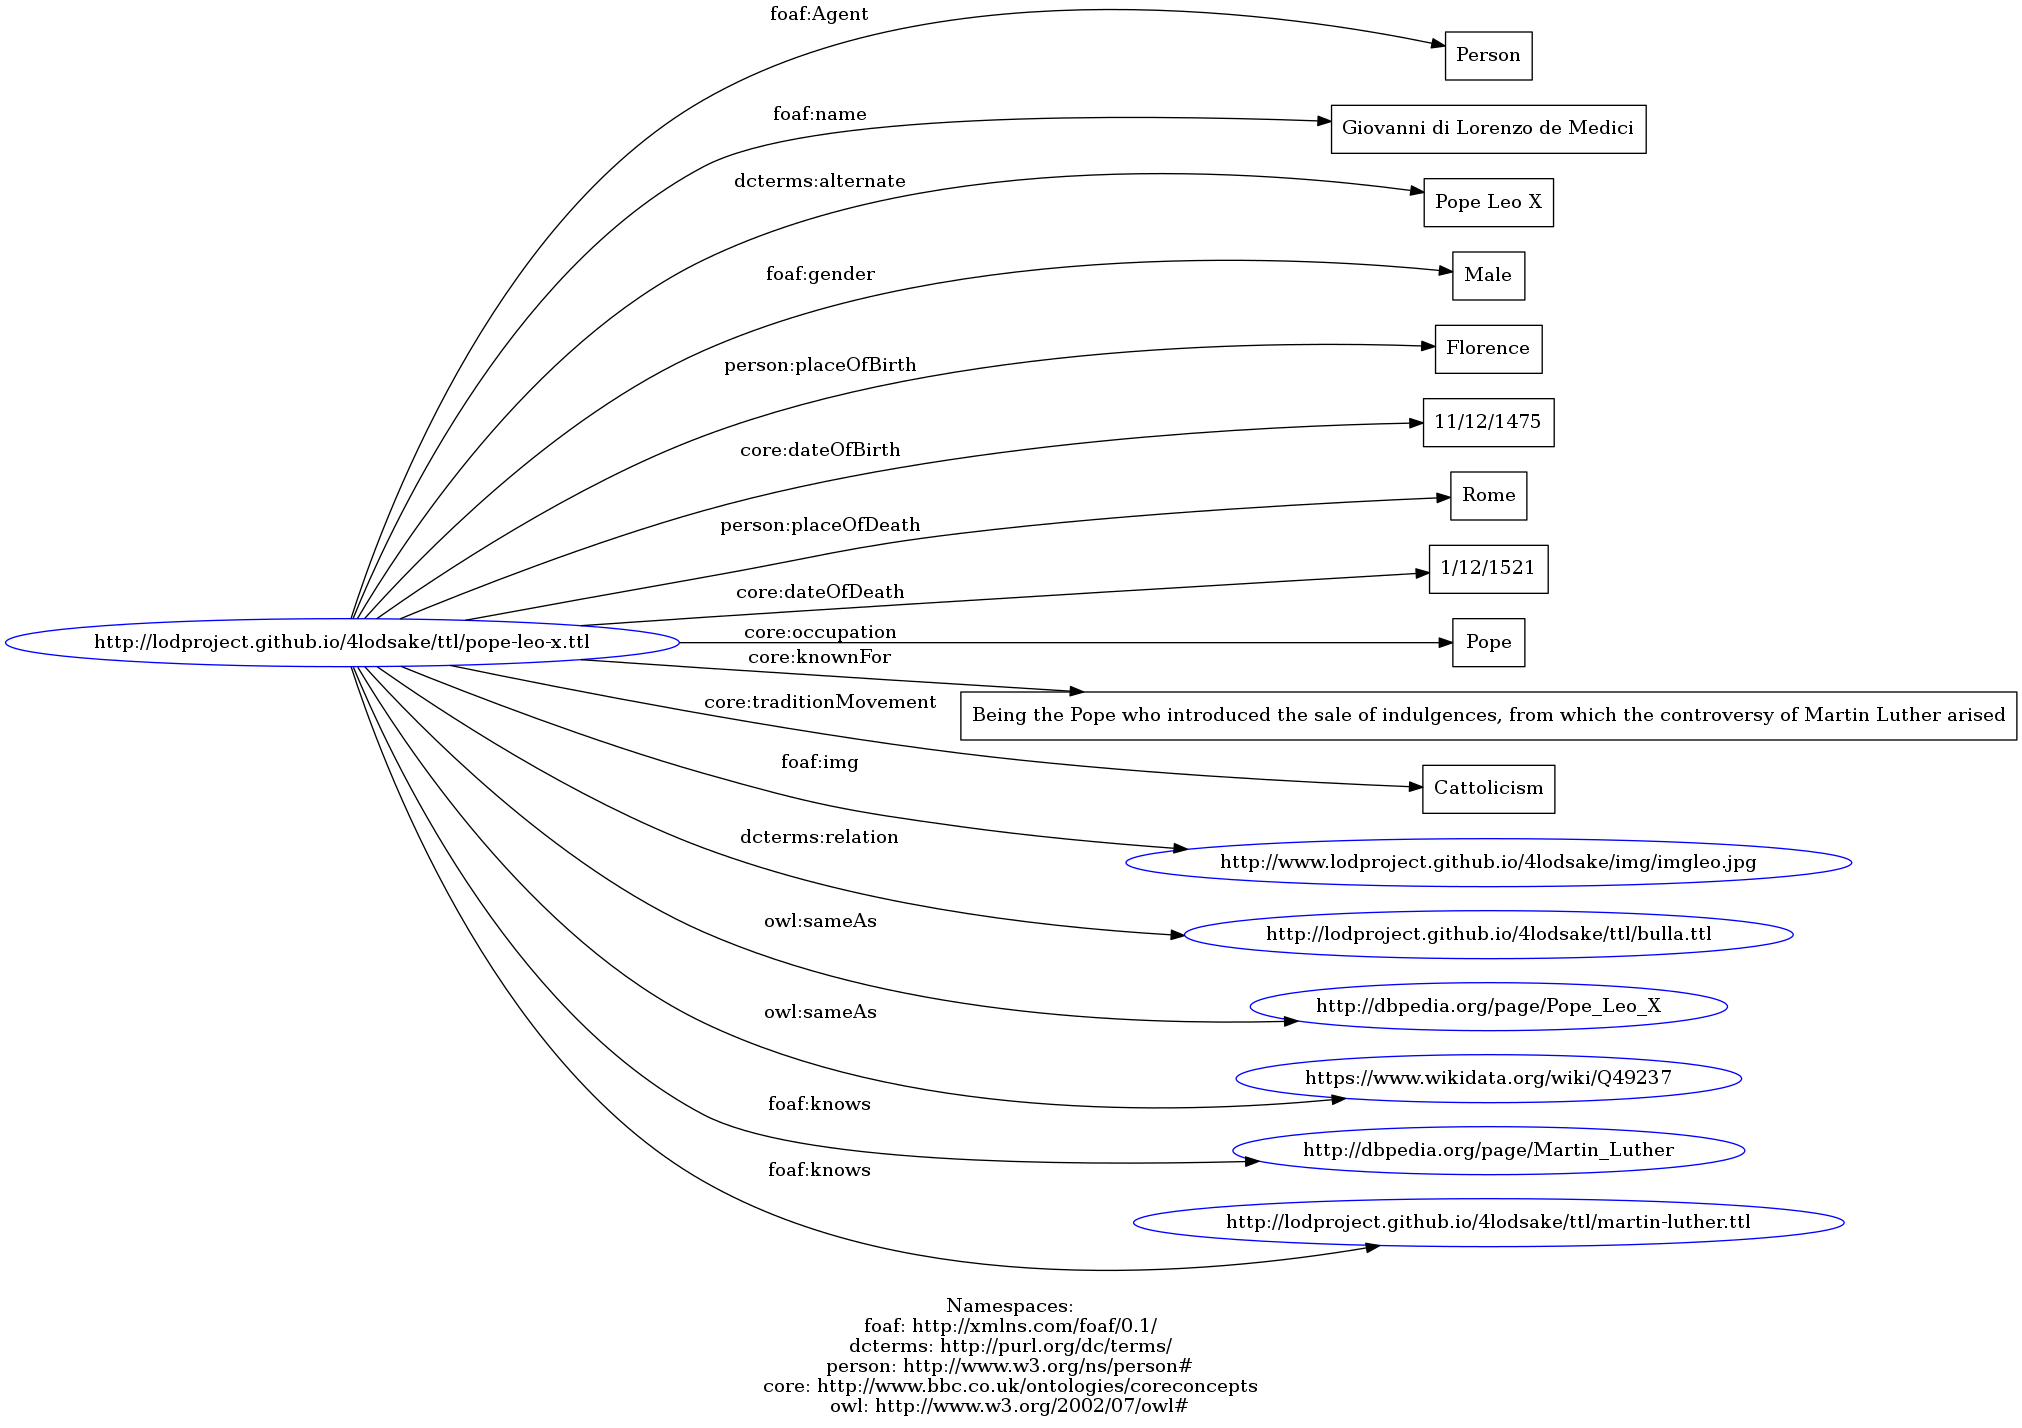 foaf:Agent
Person
foaf:name
Giovanni di Lorenzo de Medici
dcterms:alternate
Pope Leo X
foaf:gender
Male
person:placeOfBirth
Florence
core:dateOfBirth
11/12/1475
person:placeOfDeath
Rome
core:dateOfDeath
1/12/1521
http://lodproject.github.io/4lodsake/ttl/pope-leo-x.ttl
core:occupation
Pope
core:knownFor
Being the Pope who introduced the sale of indulgences, from which the controversy of Martin Luther arised
core:traditionMovement
Cattolicism
foaf:img
http://www.lodproject.github.io/4lodsake/img/imgleo.jpg
dcterms:relation
http://lodproject.github.io/4lodsake/ttl/bulla.ttl
owl:sameAs
http://dbpedia.org/page/Pope_Leo_X
owl:sameAs
https://www.wikidata.org/wiki/Q49237
foaf:knows
http://dbpedia.org/page/Martin_Luther
foaf:knows
http://lodproject.github.io/4lodsake/ttl/martin-luther.ttl
Namespaces:
foaf: http://xmlns.com/foaf/0.1/
dcterms: http://purl.org/dc/terms/
person: http://www.w3.org/ns/person#
core: http://www.bbc.co.uk/ontologies/coreconcepts
owl: http://www.w3.org/2002/07/owl#